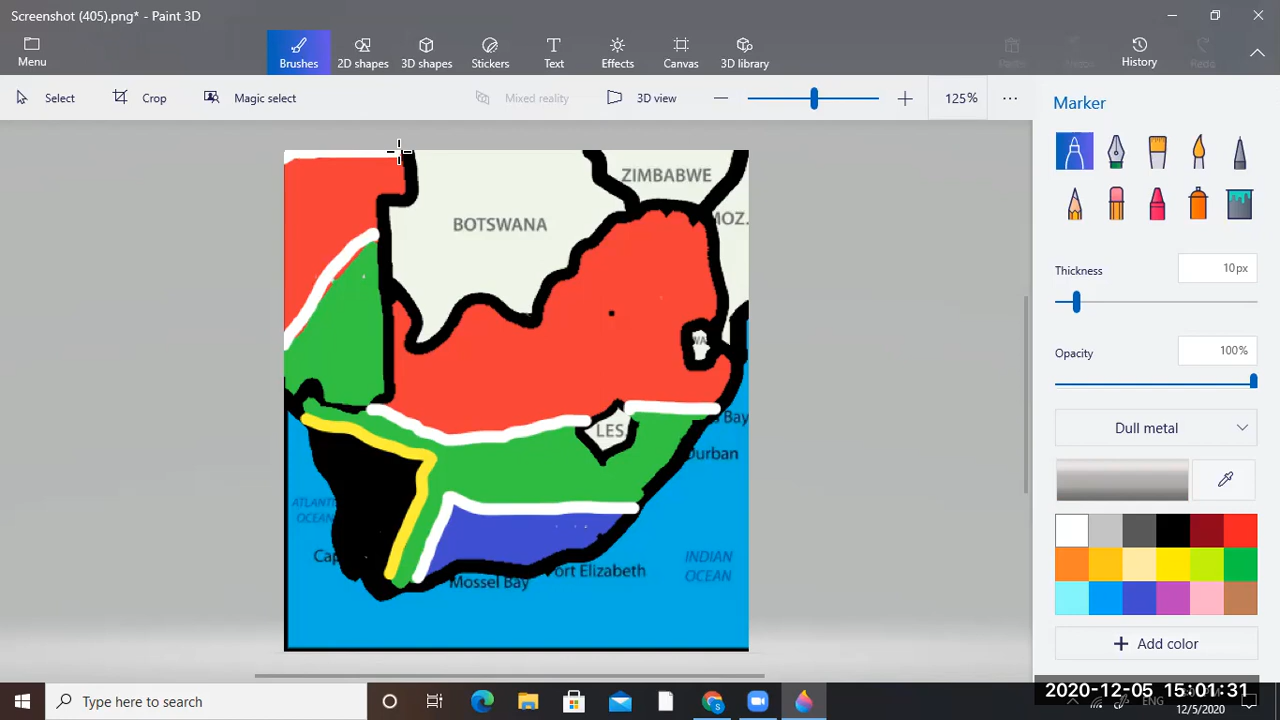 Screenshot (405).png* - Paint 3D
Menu
Brushes
2D shapes
3D shapes
Stickers
Text
Effects
Canvas
3D library
History
Redo
Select
Crop
Magic select
Mixed reality
3D view
125%
Marker
ZIMBABWE
BOTSWANA
MOZ.
Thickness
10px
Opacity
100%
LES
Bay
Durban
Dull metal
OCEAN
INDIAN
OCEAN
Port Elizabeth
Mossel Bay
Add color
Type here to search
2020-12-05 15:01:31
ENG
12/5/2020